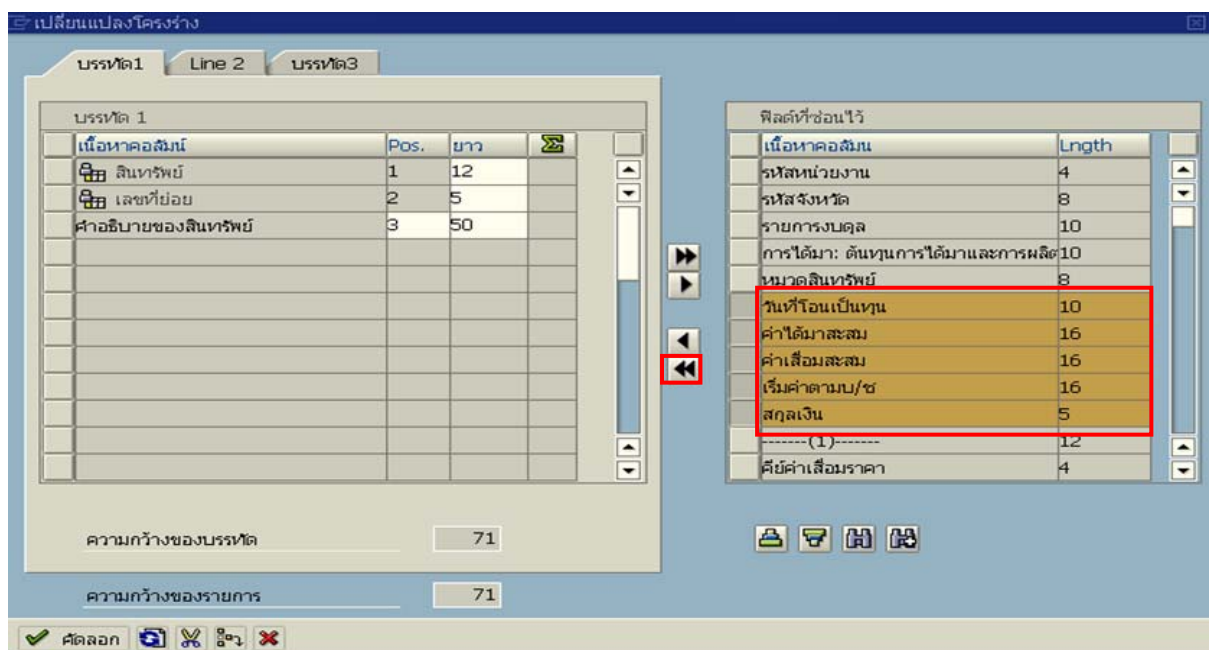 เปลี่ยนแปลงโครงร่าง
บรรทัด1 Line 2 บรรทัด3
บรรทัด 1
เนื้อหาคอลัมน์ Pos. ยาว
สินทรัพย์ 1 12
เลขที่ย่อย 2 5
คำอธิบายของสินทรัพย์ 3 50
ความกว้างของบรรทัด 71
ความกว้างของรายการ 71
ฟิลด์ที่ซ่อนไว้
เนื้อหาคอลัมน์ Lngth
รหัสหน่วยงาน 4
รหัสจังหวัด 8
รายการงบดุล 10
การได้มา: ต้นทุนการได้มาและการผลิต 10
หมวดสินทรัพย์ 8
วันที่โอนเป็นทุน 10
ค่าได้มาสะสม 16
ค่าเสื่อมสะสม 16
เริ่มค่าตามบ/ช 16
สกุลเงิน 5
-------(1)------- 12
คีย์ค่าเสื่อมราคา 4
คัดลอก